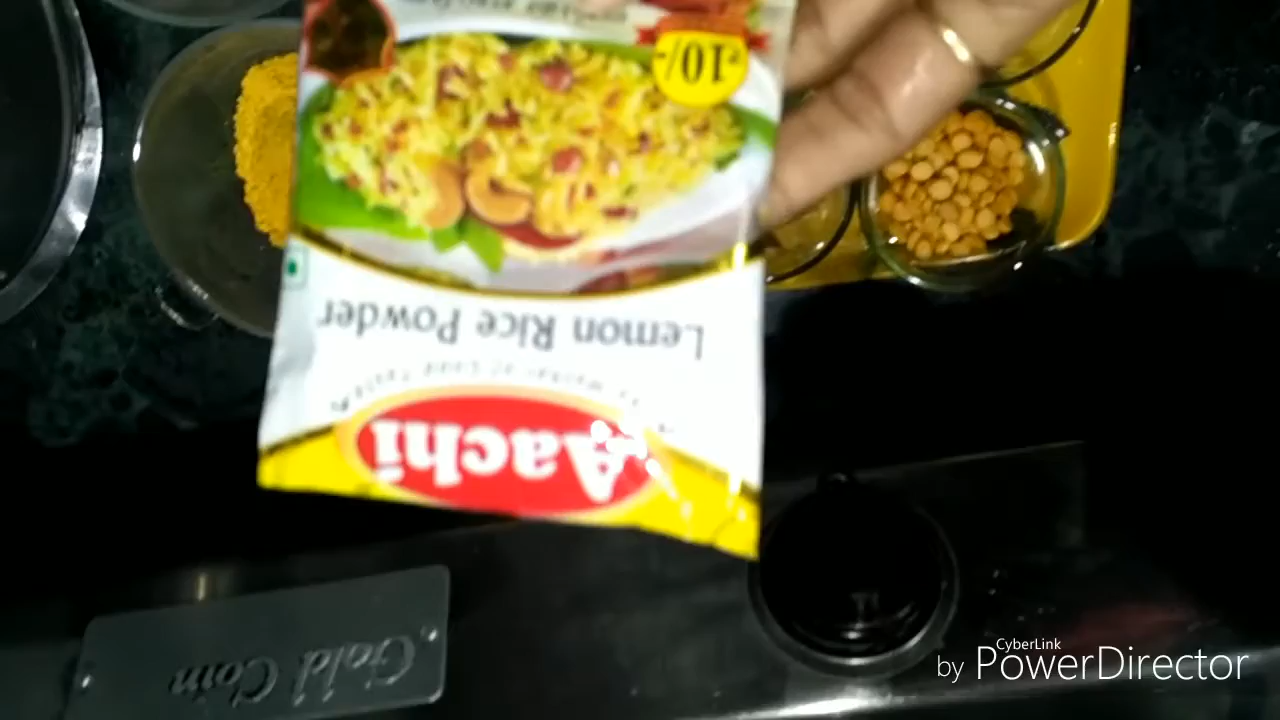 Aachi
Lemon Rice Powder
₹10/-
Gold Coin
CyberLink
by PowerDirector